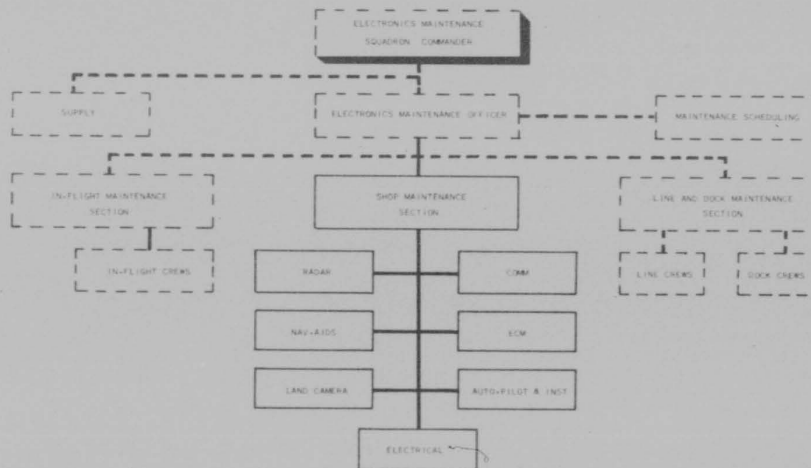 ELECTRONICS MAINTENANCE
SQUADRON COMMANDER
SUPPLY
ELECTRONICS MAINTENANCE OFFICER
MAINTENANCE SCHEDULING
IN-FLIGHT MAINTENANCE
SECTION
SHOP MAINTENANCE
SECTION
LINE AND DOCK MAINTENANCE
SECTION
IN-FLIGHT CREWS
LINE CREWS
DOCK CREWS
RADAR
COMM
NAV-AIDS
ECM
LAND CAMERA
AUTO-PILOT & INST
ELECTRICAL